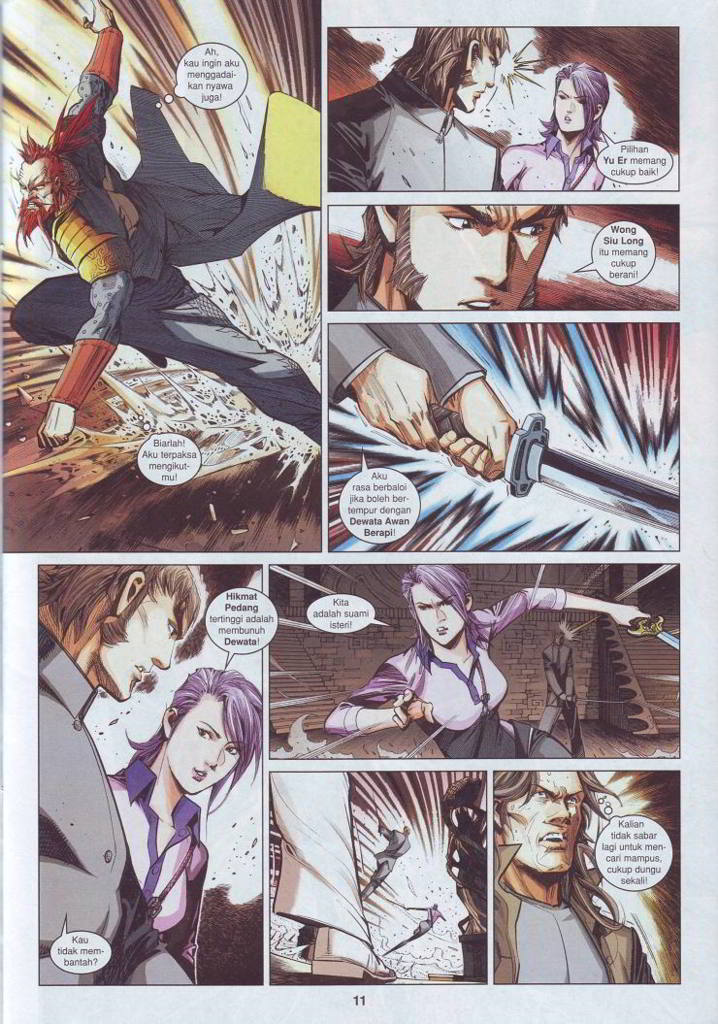 Ah,
kau ingin aku
menggadai-
kan nyawa
juga!
Biarlah!
Aku terpaksa
mengikut-
mu!
Pilihan
Yu Er memang
cukup baik!
Wong
Siu Long
itu memang
cukup
berani!
Aku
rasa berbaloi
jika boleh ber-
tempur dengan
Dewata Awan
Berapi!
Hikmat
Pedang
tertinggi adalah
membunuh
Dewata!
Kau
tidak mem-
bantah?
Kita
adalah suami
isteri!
Kalian
tidak sabar
lagi untuk men-
cari mampus,
cukup dungu
sekali!
11